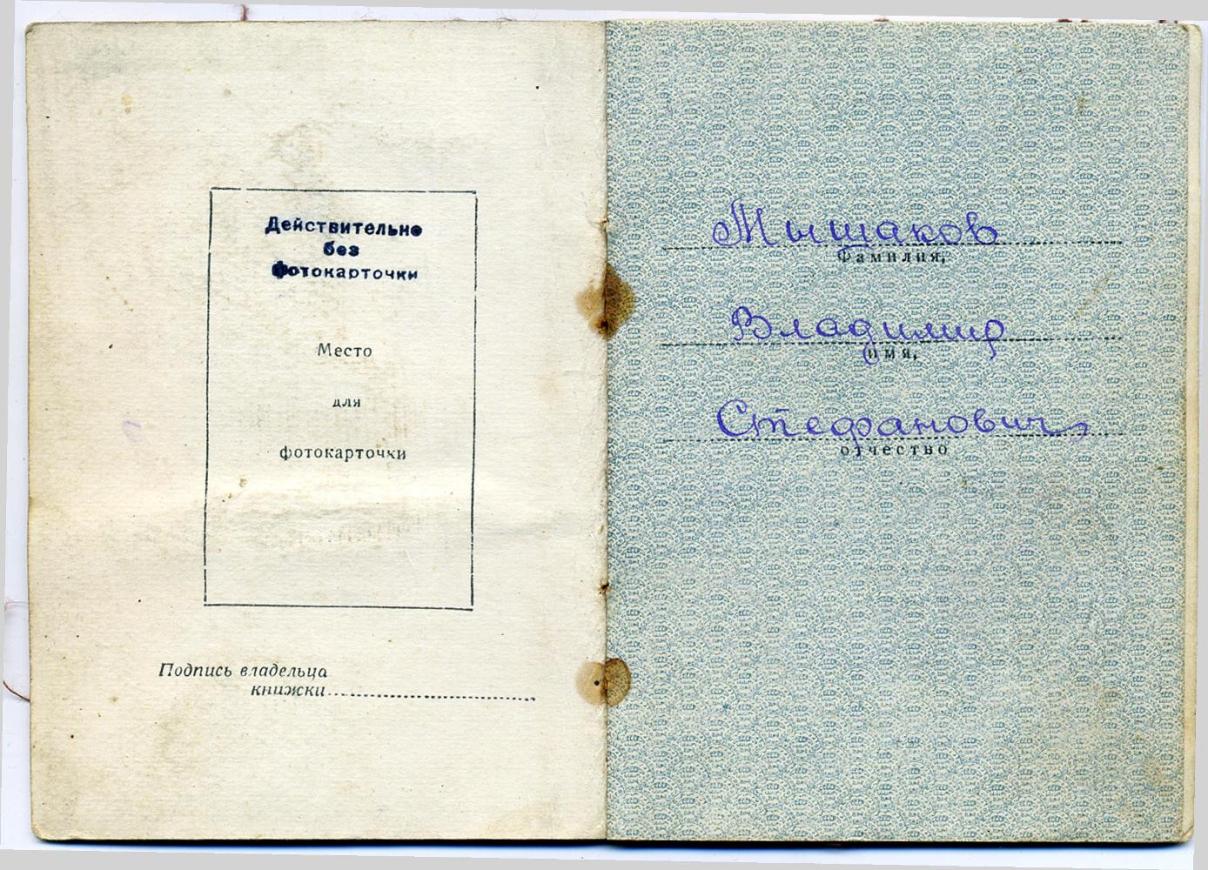 Действительно
без
фотокарточки
Место
для
фотокарточки
Подпись владельца
книжки
Мышаков
Фамилия,
Владимир
имя,
Стефанович
отчество